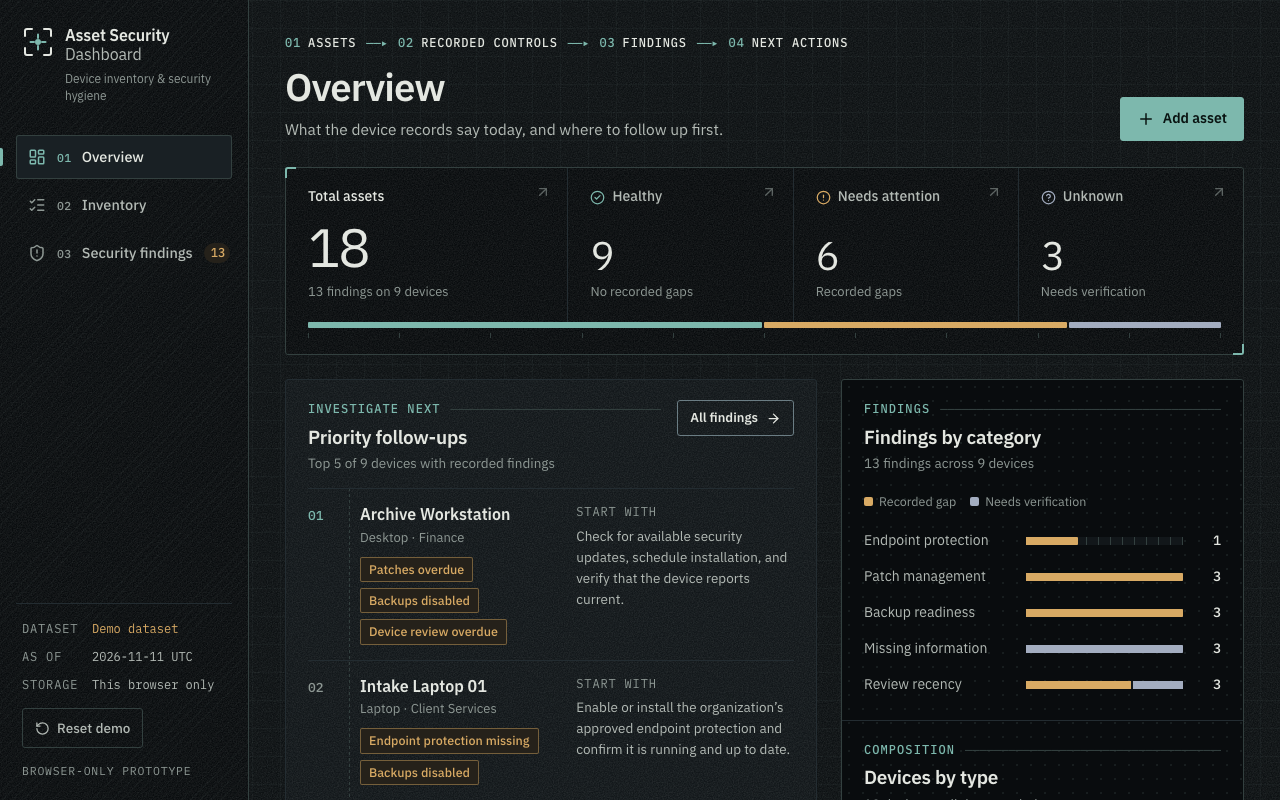 Asset Security
Dashboard
Device inventory & security
hygiene
01 Overview
02 Inventory
03 Security findings 13
DATASET Demo dataset
AS OF 2026-11-11 UTC
STORAGE This browser only
Reset demo
BROWSER-ONLY PROTOTYPE
01 ASSETS 02 RECORDED CONTROLS 03 FINDINGS 04 NEXT ACTIONS
Overview
What the device records say today, and where to follow up first.
Add asset
Total assets
18
13 findings on 9 devices
Healthy
9
No recorded gaps
Needs attention
6
Recorded gaps
Unknown
3
Needs verification
INVESTIGATE NEXT
Priority follow-ups
Top 5 of 9 devices with recorded findings
All findings
01
Archive Workstation
Desktop · Finance
Patches overdue
Backups disabled
Device review overdue
START WITH
Check for available security
updates, schedule installation, and
verify that the device reports
current.
02
Intake Laptop 01
Laptop · Client Services
Endpoint protection missing
Backups disabled
START WITH
Enable or install the organization’s
approved endpoint protection and
confirm it is running and up to date.
FINDINGS
Findings by category
13 findings across 9 devices
Recorded gap Needs verification
Endpoint protection 1
Patch management 3
Backup readiness 3
Missing information 3
Review recency 3
COMPOSITION
Devices by type